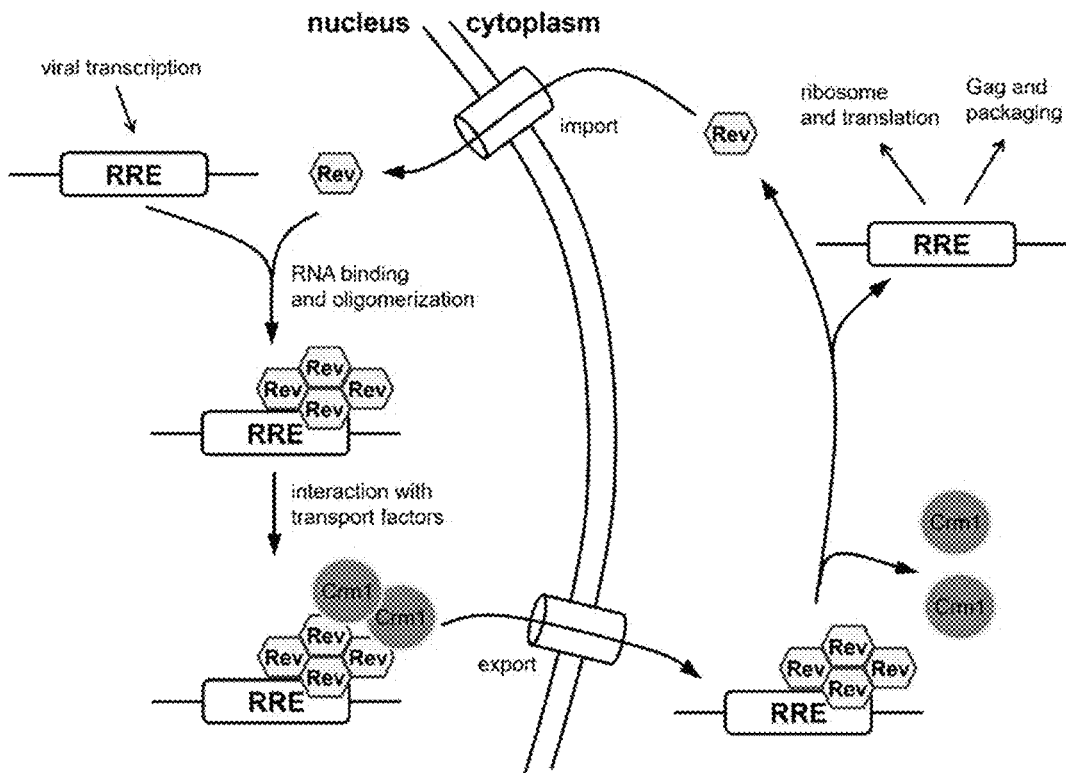 nucleus cytoplasm
viral transcription
RRE
Rev
import
Rev
ribosome
and translation
Gag and
packaging
RRE
RNA binding
and oligomerization
Rev
Rev Rev
Rev
RRE
interaction with
transport factors
Crm1
Crm1
Rev
Rev Rev
Rev
RRE
export
Crm1
Crm1
Rev
Rev Rev
Rev
RRE